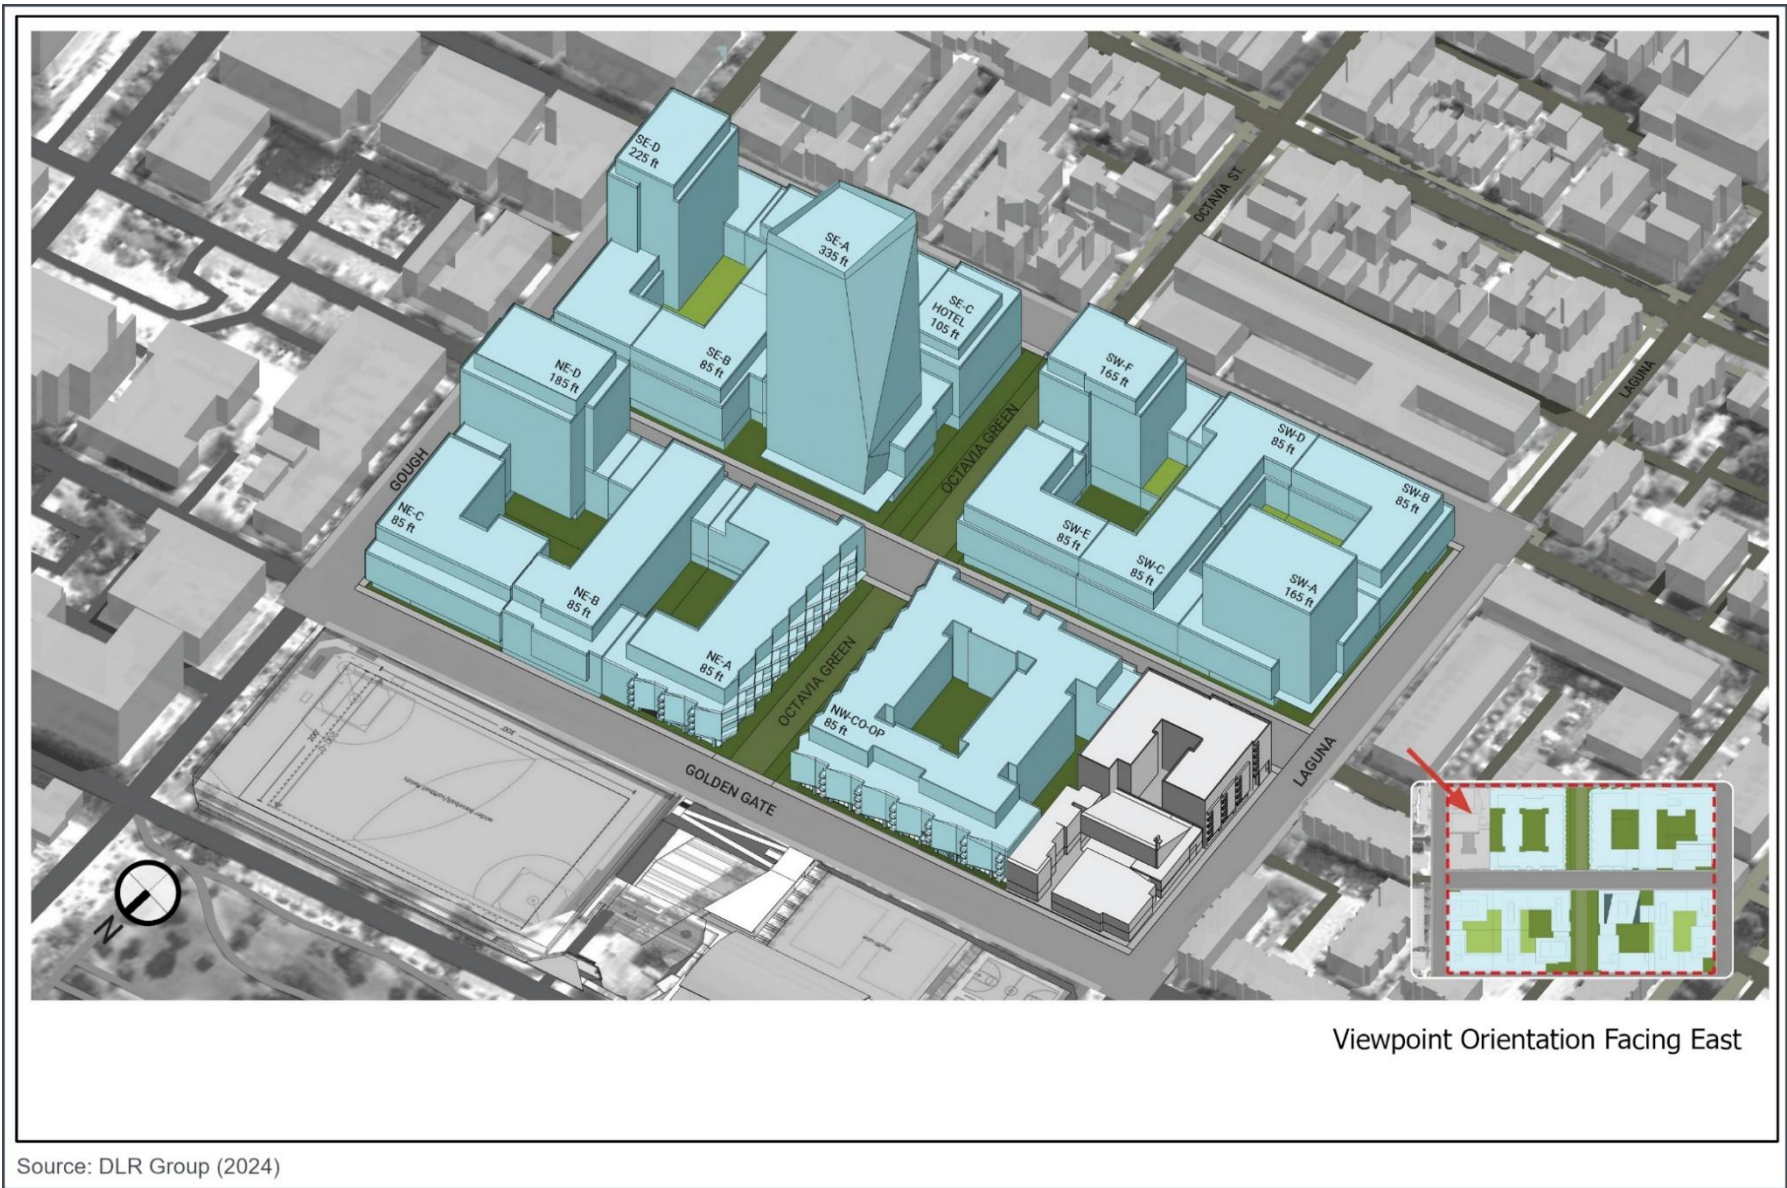 SE-D
225 ft
SE-A
335 ft
OCTAVIA ST.
SE-C
HOTEL
105 ft
SE-B
85 ft
NE-D
185 ft
SW-F
165 ft
LAGUNA
OCTAVIA GREEN
SW-D
85 ft
SW-B
85 ft
GOUGH
NE-C
85 ft
SW-E
85 ft
SW-C
85 ft
SW-A
165 ft
NE-B
85 ft
NE-A
85 ft
OCTAVIA GREEN
NW-CO-OP
85 ft
GOLDEN GATE
LAGUNA
N
Viewpoint Orientation Facing East
Source: DLR Group (2024)